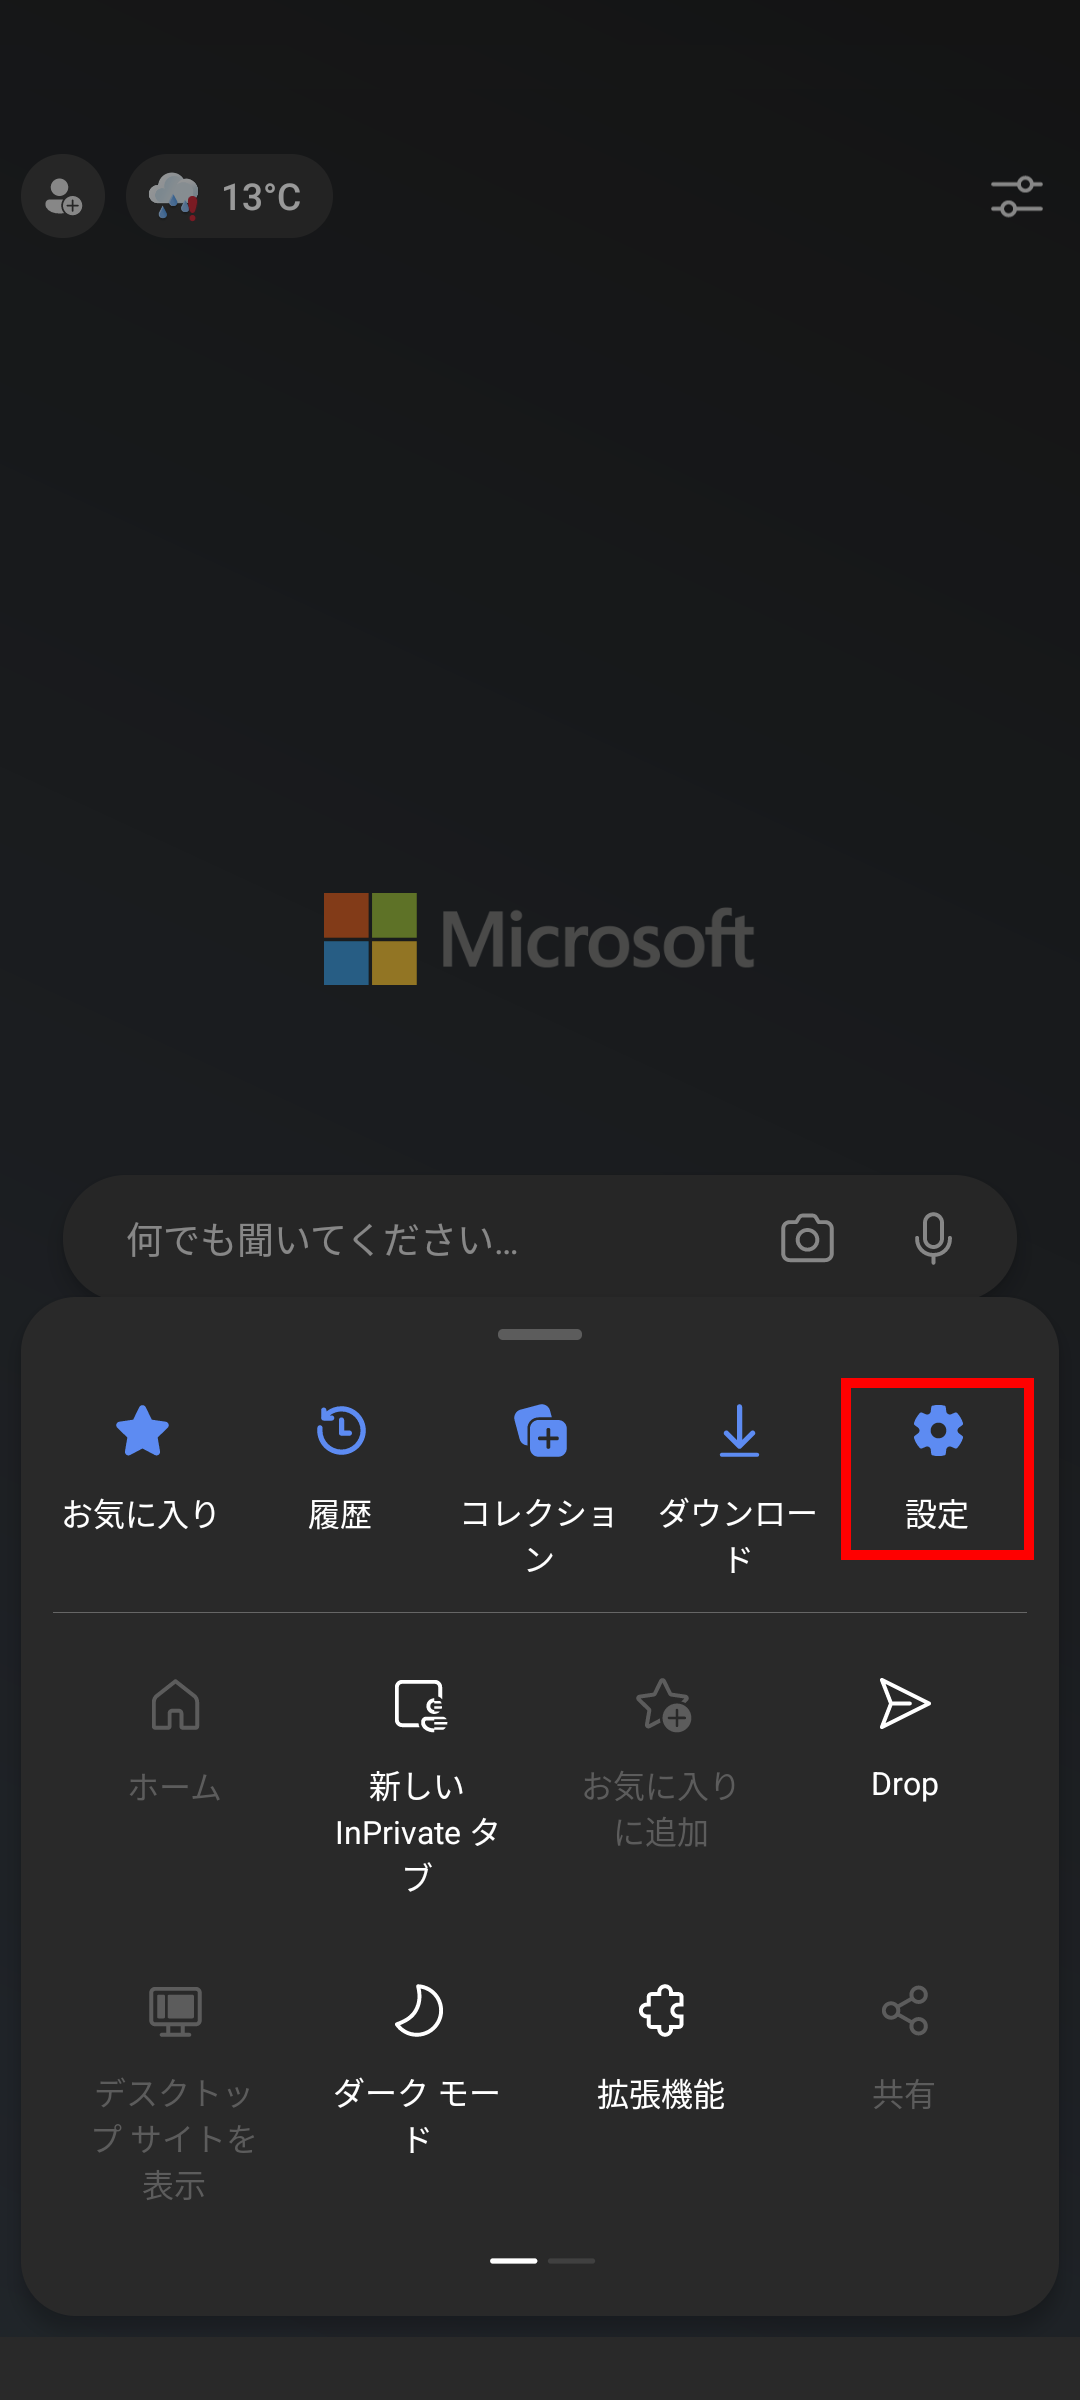 13°C
Microsoft
何でも聞いてください...
お気に入り
履歴
コレクショ
ン
ダウンロー
ド
設定
ホーム
新しい
InPrivate タ
ブ
お気に入り
に追加
Drop
デスクトッ
プ サイトを
表示
ダーク モー
ド
拡張機能
共有